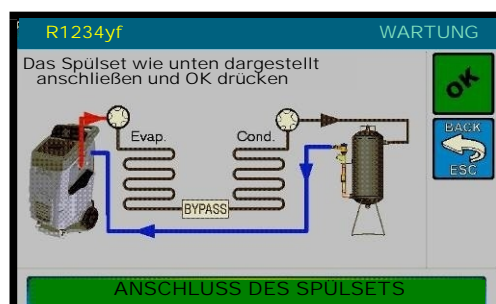 R1234yf
WARTUNG
Das Spülset wie unten dargestellt
anschließen und OK drücken
OK
Evap.
Cond.
BACK
ESC
BYPASS
ANSCHLUSS DES SPÜLSETS